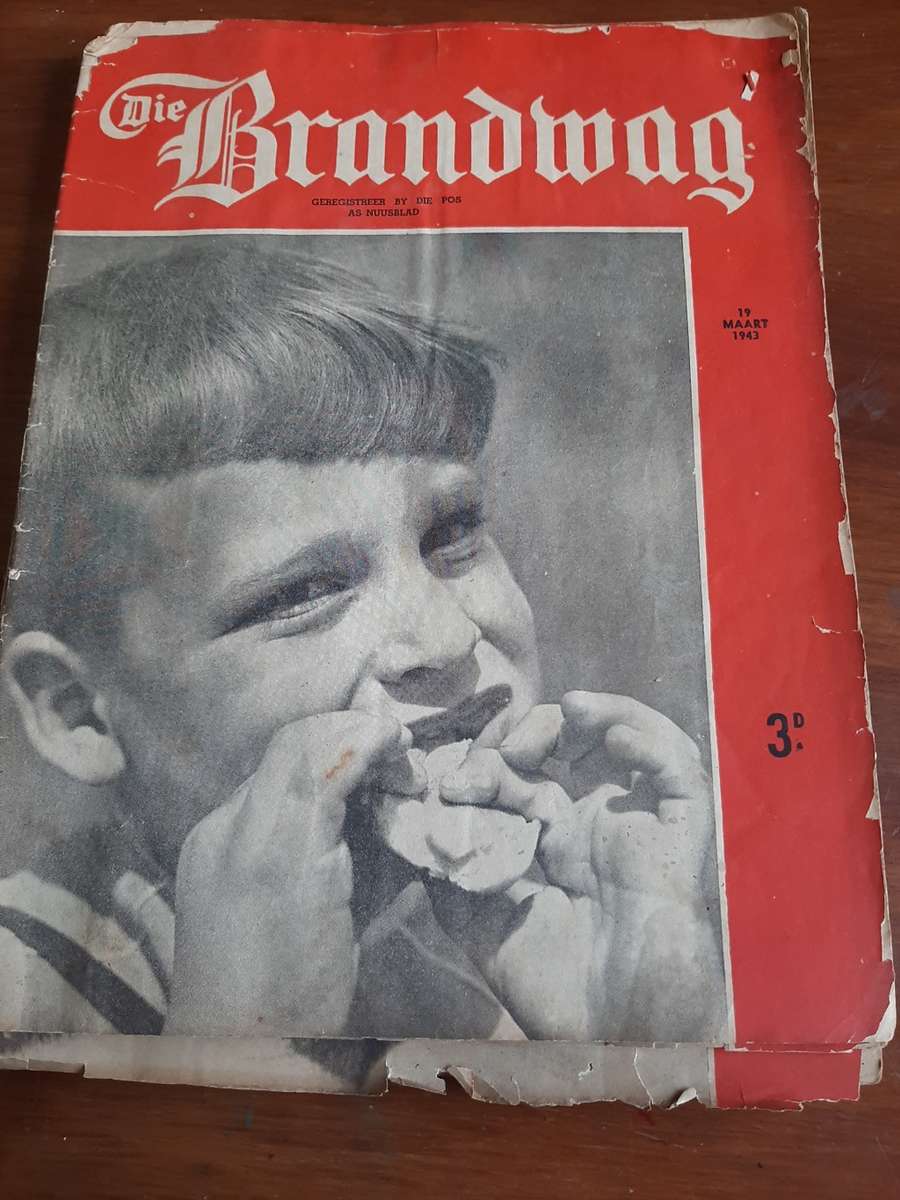 Die Brandwag
GEREGISTREER BY DIE POS
AS NUUSBLAD
19
MAART
1943
3D.